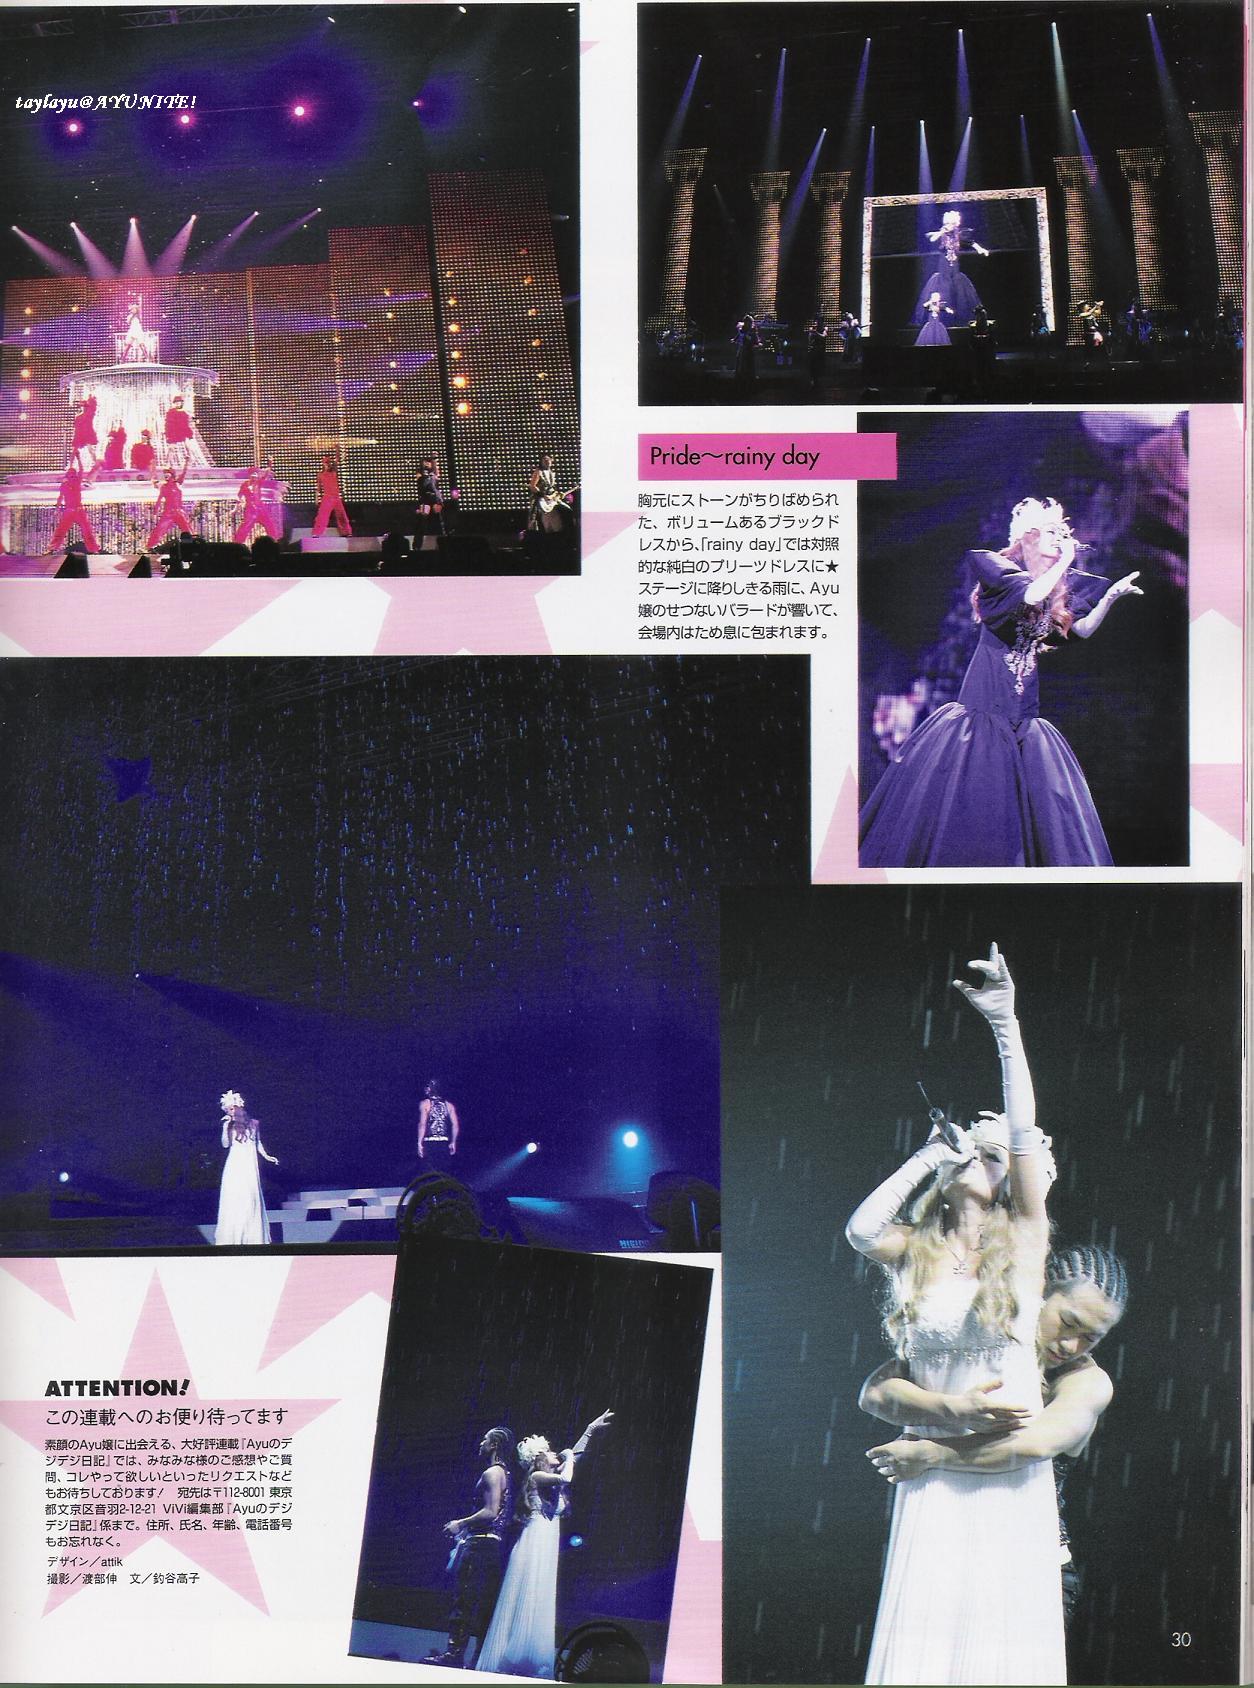 taylayu@AYUNITE!
Pride〜rainy day
胸元にストーンがちりばめられ
た、ボリュームあるブラックド
レスから、「rainy day」では対照
的な純白のプリーツドレスに★
ステージに降りしきる雨に、Ayu
嬢のせつないバラードが響いて、
会場内はため息に包まれます。
ATTENTION!
この連載へのお便り待ってます
素顔のAyu嬢に出会える、大好評連載『Ayuのデ
ジデジ日記』では、みなみな様のご感想やご質
問、コレやって欲しいといったリクエストなど
もお待ちしております! 宛先は〒112-8001 東京
都文京区音羽2-12-21 ViVi編集部『Ayuのデジ
デジ日記』係まで。住所、氏名、年齢、電話番号
もお忘れなく。
デザイン/attik
撮影/渡部伸 文/釣谷高子
30